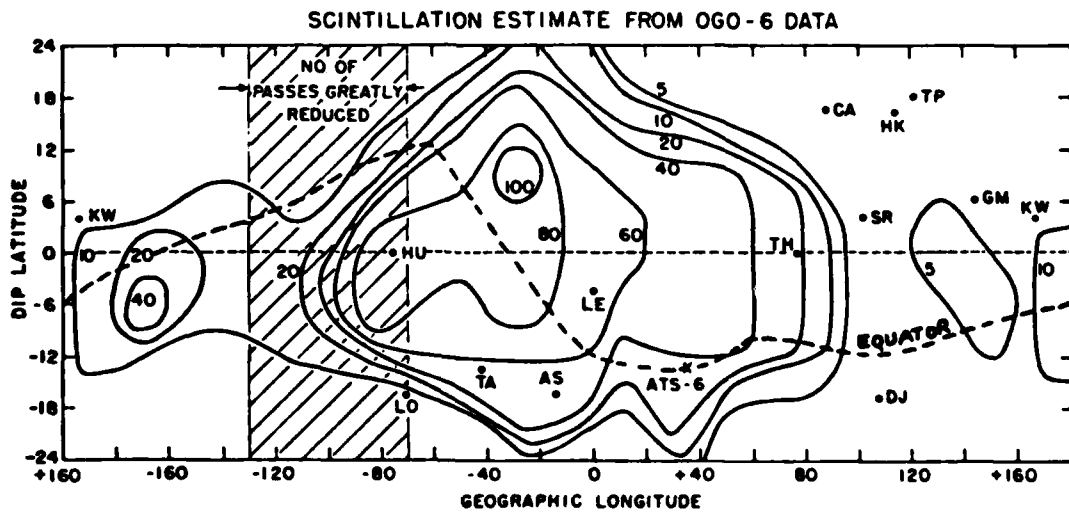 SCINTILLATION ESTIMATE FROM OGO-6 DATA
24
18
12
6
0
-6
-12
-18
-24
DIP LATITUDE
NO OF
PASSES GREATLY
REDUCED
5
10
20
40
CA
TP
HK
KW
100
SR
GM
KW
10
20
HU
80
60
TH
5
10
40
20
LE
EQUATOR
TA
AS
ATS-6
LO
DJ
+160
-160
-120
-80
-40
0
+40
80
120
+160
GEOGRAPHIC LONGITUDE